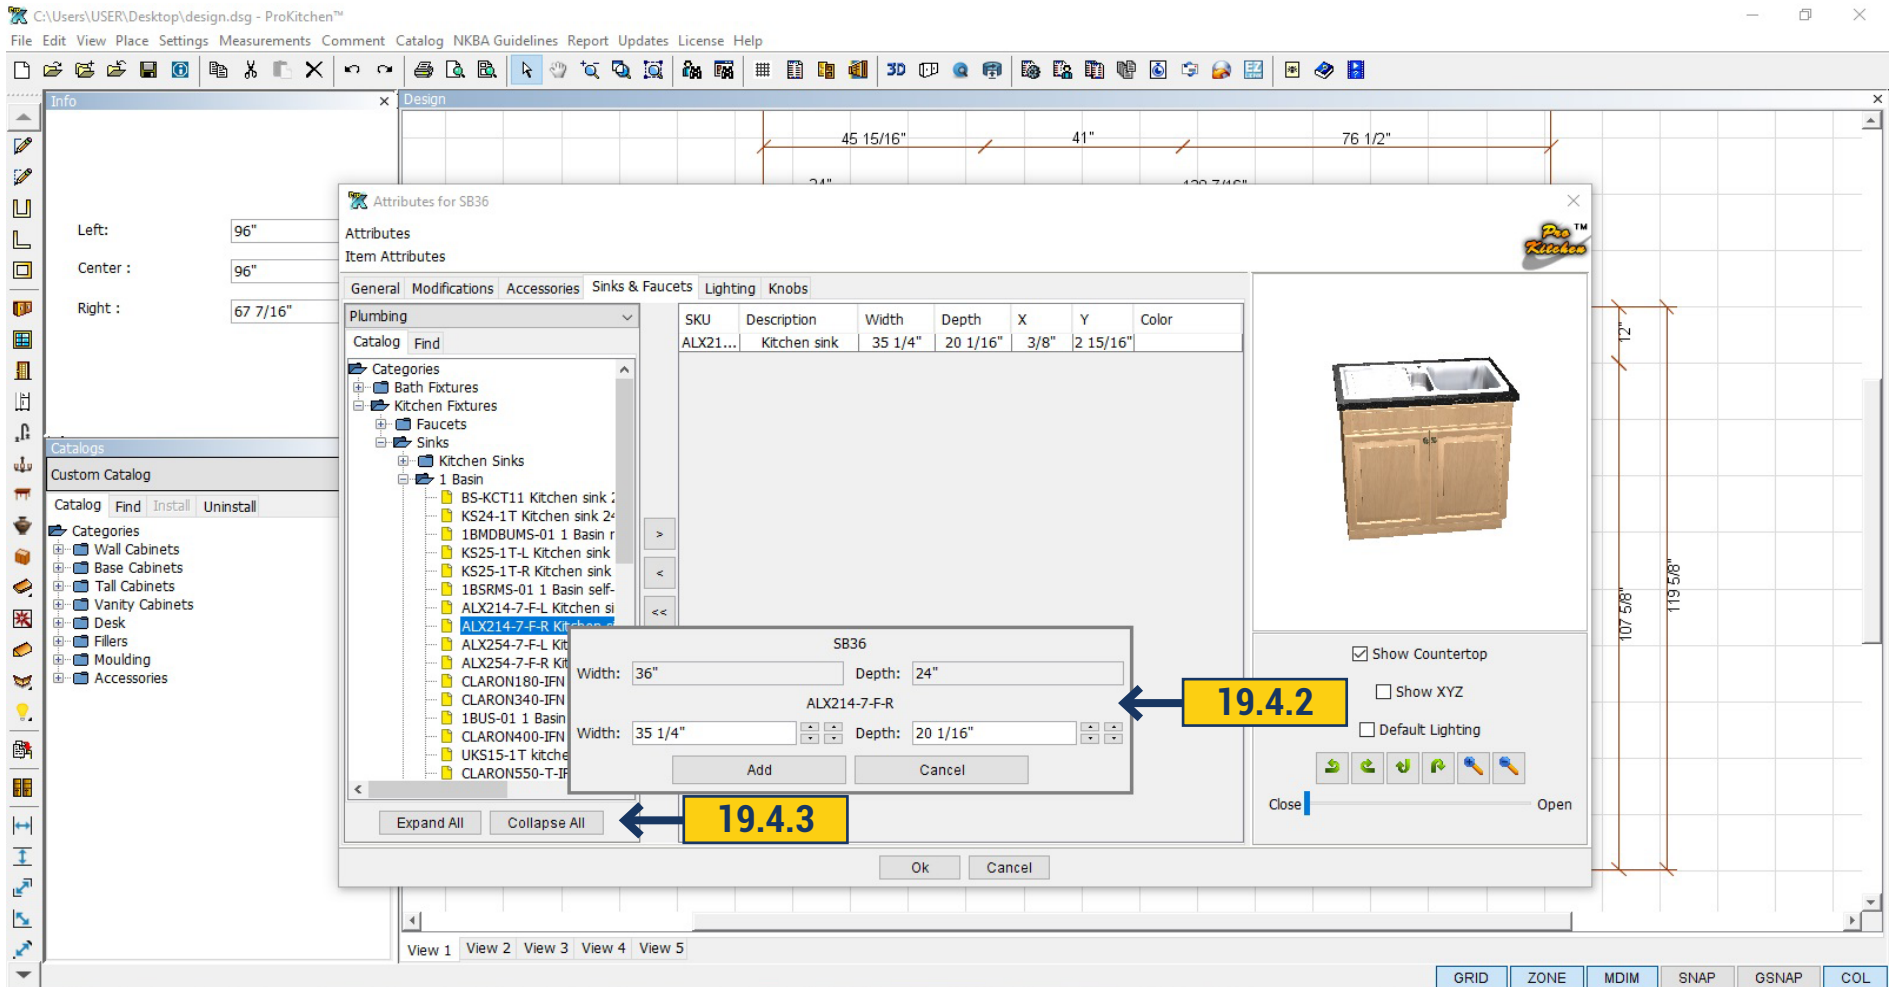 C:\Users\USER\Desktop\design.dsg - ProKitchen™
File Edit View Place Settings Measurements Comment Catalog NKBA Guidelines Report Updates License Help
3D
EZ
Info
Left: 96"
Center : 96"
Right : 67 7/16"
Catalogs
Custom Catalog
Catalog Find Install Uninstall
Categories
Wall Cabinets
Base Cabinets
Tall Cabinets
Vanity Cabinets
Desk
Fillers
Moulding
Accessories
Design
45 15/16" 41" 76 1/2"
12"
107 5/8"
119 5/8"
Attributes for SB36
Attributes
Item Attributes
Pro Kitchen ™
General Modifications Accessories Sinks & Faucets Lighting Knobs
Plumbing
Catalog Find
Categories
Bath Fixtures
Kitchen Fixtures
Faucets
Sinks
Kitchen Sinks
1 Basin
BS-KCT11 Kitchen sink
KS24-1T Kitchen sink
1BMDBUMS-01 1 Basin
KS25-1T-L Kitchen sink
KS25-1T-R Kitchen sink
1BSRMS-01 1 Basin self-
ALX214-7-F-L Kitchen si
ALX214-7-F-R
ALX254-7-F-L Kit
ALX254-7-F-R Kit
CLARON180-IFN
CLARON340-IFN
1BUS-01 1 Basin
CLARON400-IFN
UKS15-1T kitche
CLARON550-T-IF
Expand All Collapse All
> 
<
<<
SKU Description Width Depth X Y Color
ALX21... Kitchen sink 35 1/4" 20 1/16" 3/8" 2 15/16"
SB36
Width: 36" Depth: 24"
ALX214-7-F-R
Width: 35 1/4" Depth: 20 1/16"
Add Cancel
19.4.2
19.4.3
Show Countertop
Show XYZ
Default Lighting
Close Open
Ok Cancel
View 1 View 2 View 3 View 4 View 5
GRID ZONE MDIM SNAP GSNAP COL